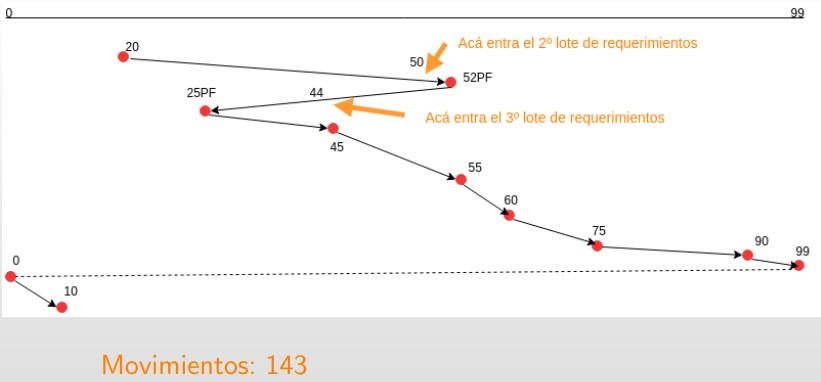 0 99
20
Acá entra el 2º lote de requerimientos
50
52PF
25PF
44
Acá entra el 3º lote de requerimientos
45
55
60
75
90
99
0
10
Movimientos: 143